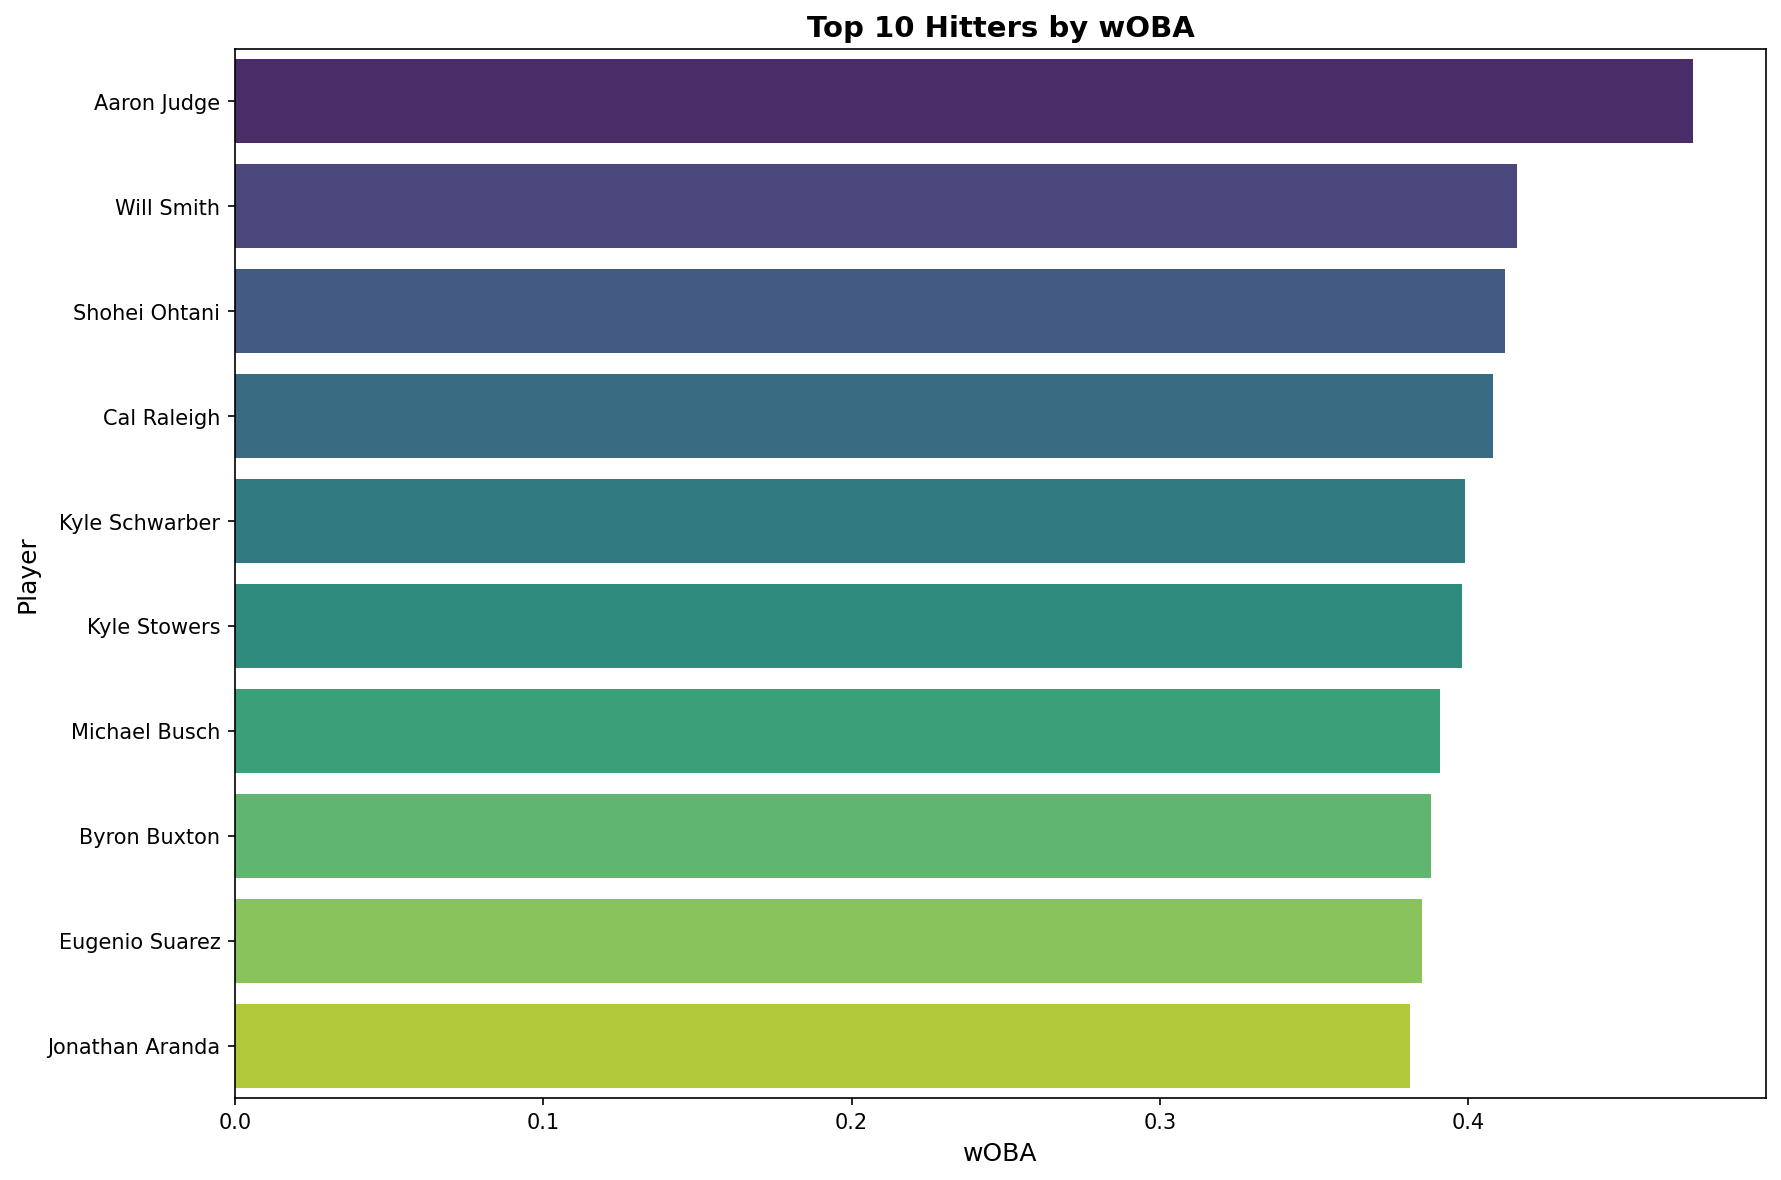 Top 10 Hitters by wOBA
Player
Aaron Judge
Will Smith
Shohei Ohtani
Cal Raleigh
Kyle Schwarber
Kyle Stowers
Michael Busch
Byron Buxton
Eugenio Suarez
Jonathan Aranda
0.0 0.1 0.2 0.3 0.4
wOBA